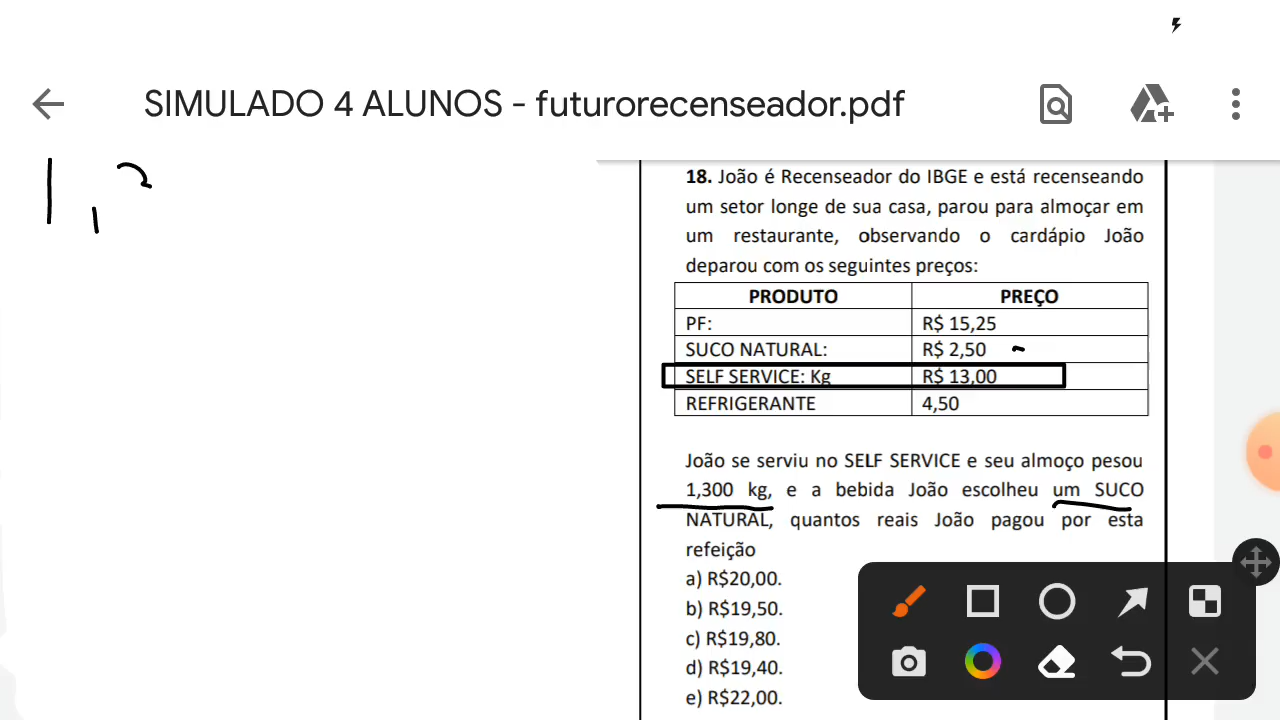 SIMULADO 4 ALUNOS - futurorecenseador.pdf
1,
18. João é Recenseador do IBGE e está recenseando
um setor longe de sua casa, parou para almoçar em
um restaurante, observando o cardápio João
deparou com os seguintes preços:
PRODUTO PREÇO
PF: R$ 15,25
SUCO NATURAL: R$ 2,50
SELF SERVICE: Kg R$ 13,00
REFRIGERANTE 4,50
João se serviu no SELF SERVICE e seu almoço pesou
1,300 kg, e a bebida João escolheu um SUCO
NATURAL, quantos reais João pagou por esta
refeição
a) R$20,00.
b) R$19,50.
c) R$19,80.
d) R$19,40.
e) R$22,00.